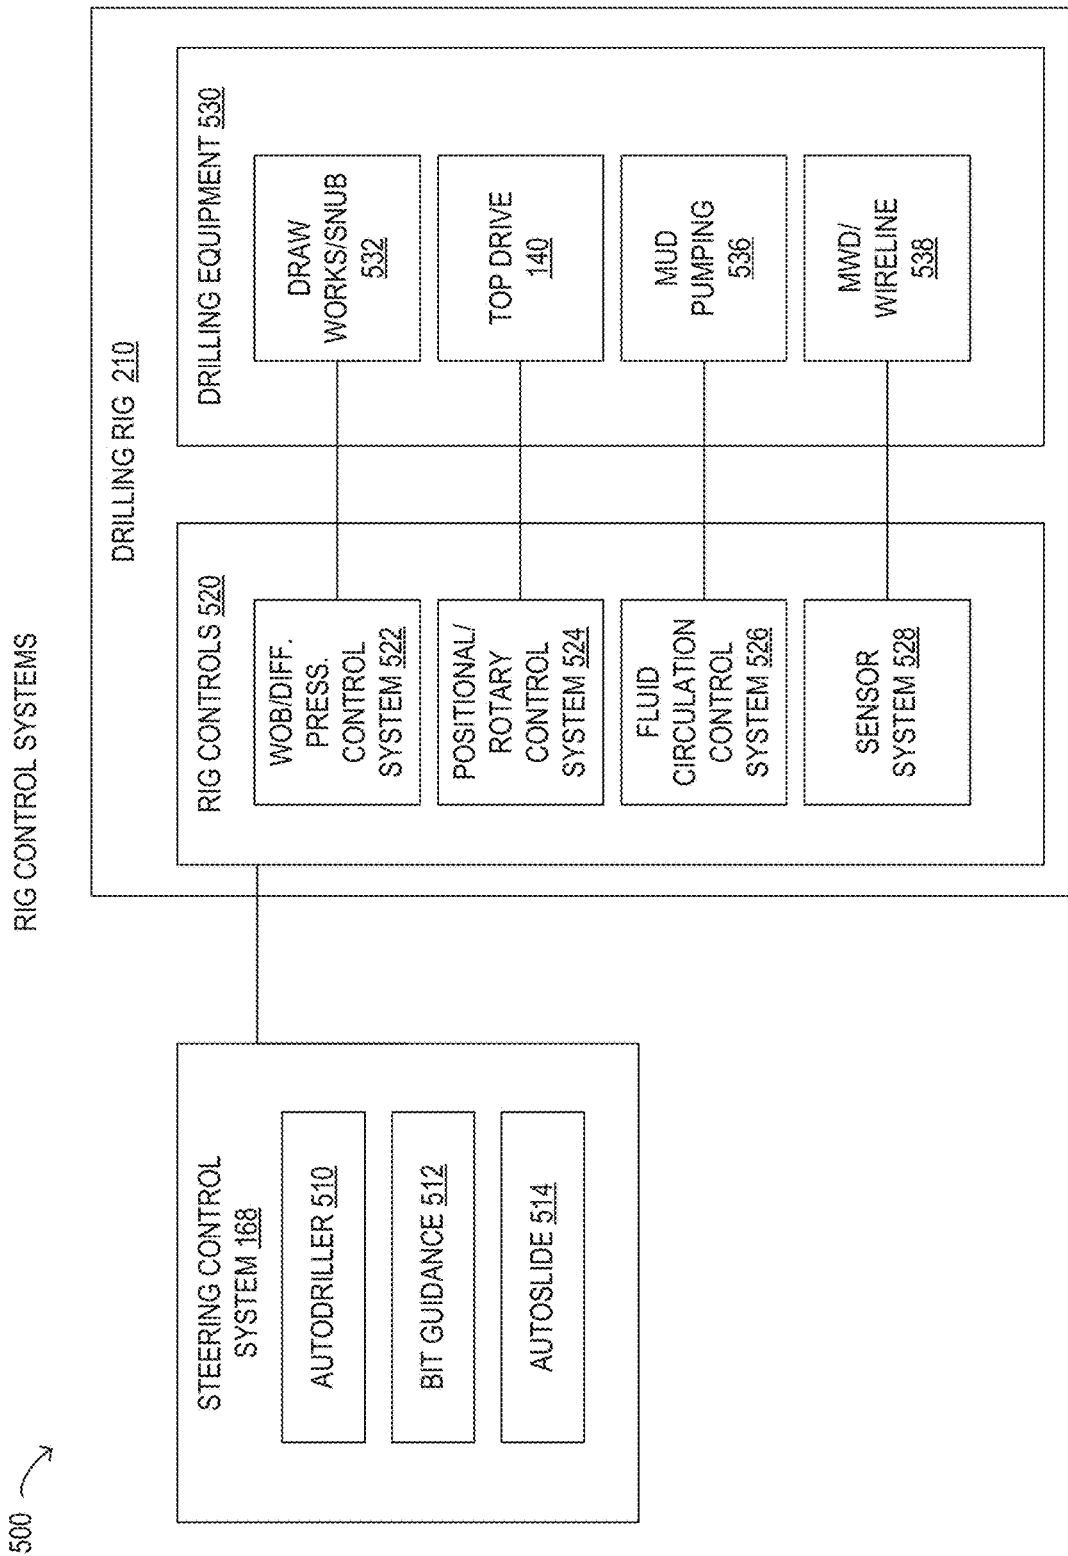 500
RIG CONTROL SYSTEMS
STEERING CONTROL
SYSTEM 168
AUTODRILLER 510
BIT GUIDANCE 512
AUTOSLIDE 514
DRILLING RIG 210
RIG CONTROLS 520
WOB/DIFF.
PRESS.
CONTROL
SYSTEM 522
POSITIONAL/
ROTARY
CONTROL
SYSTEM 524
FLUID
CIRCULATION
CONTROL
SYSTEM 526
SENSOR
SYSTEM 528
DRILLING EQUIPMENT 530
DRAW
WORKS/SNUB
532
TOP DRIVE
140
MUD
PUMPING
536
MWD/
WIRELINE
538